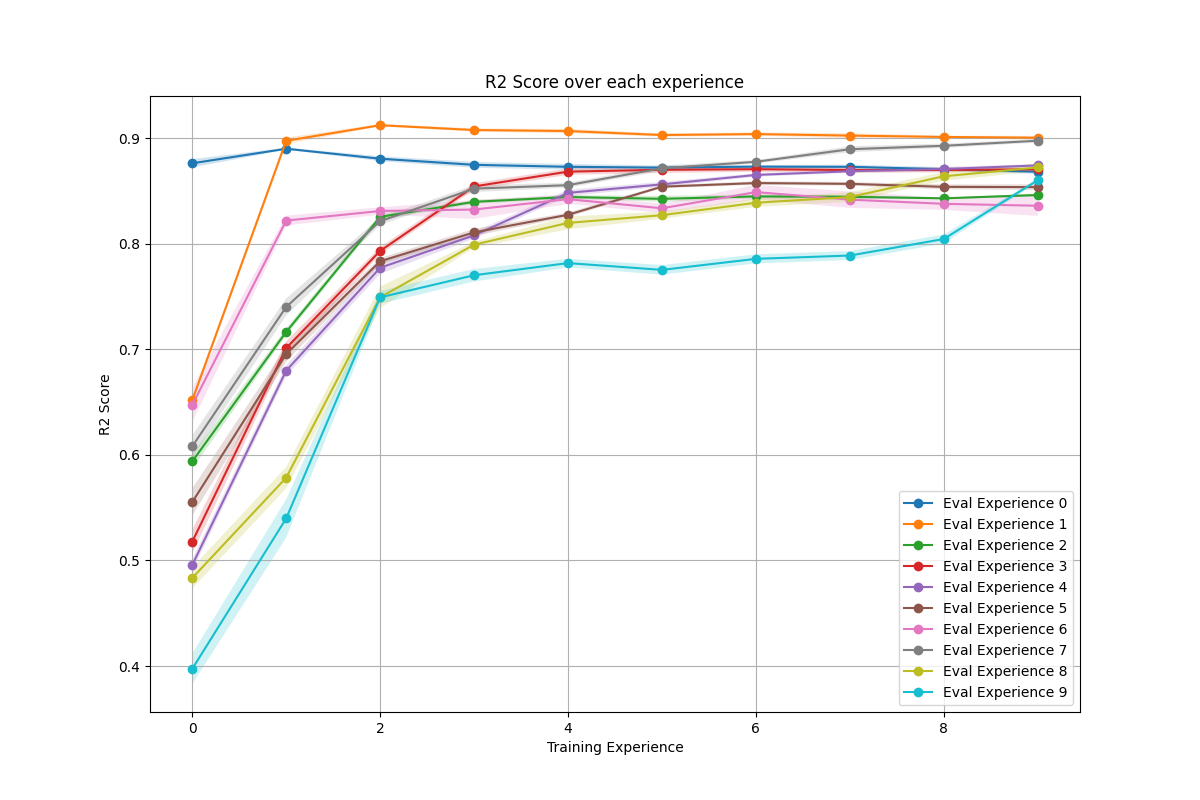 R2 Score over each experience
R2 Score
0.9
0.8
0.7
0.6
0.5
0.4
0 2 4 6 8
Training Experience
Eval Experience 0
Eval Experience 1
Eval Experience 2
Eval Experience 3
Eval Experience 4
Eval Experience 5
Eval Experience 6
Eval Experience 7
Eval Experience 8
Eval Experience 9